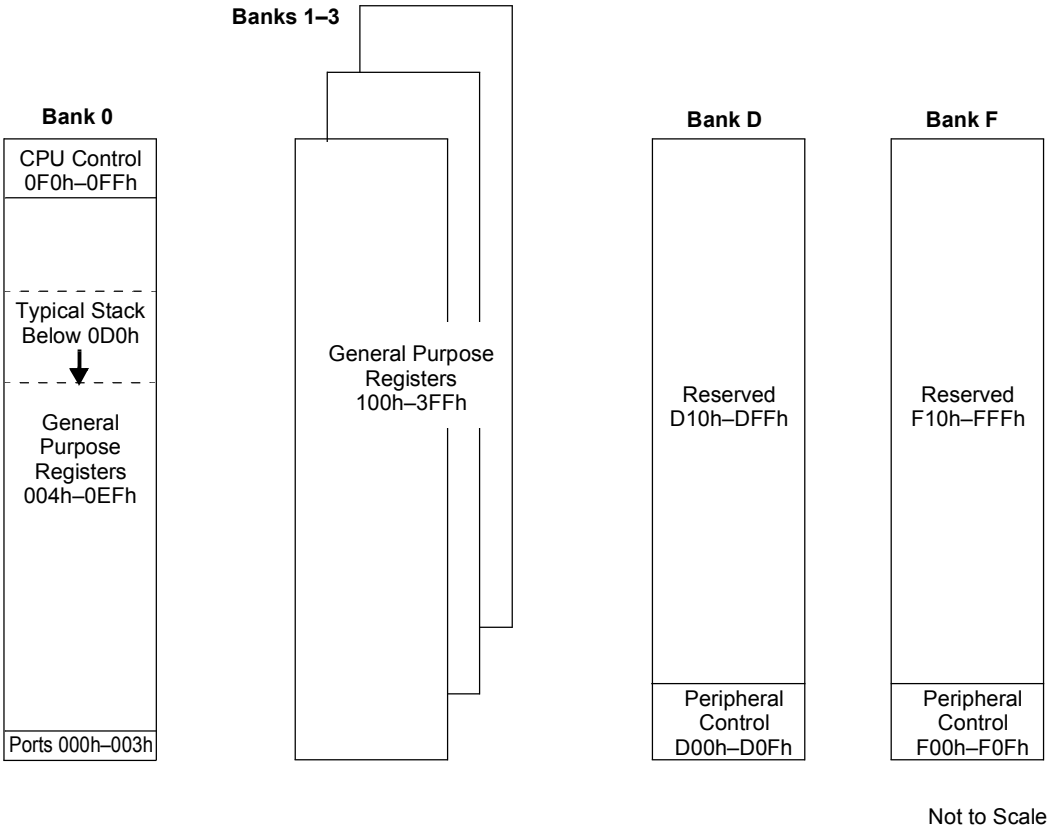 Banks 1–3
Bank 0
CPU Control
0F0h–0FFh
Typical Stack
Below 0D0h
General
Purpose
Registers
004h–0EFh
Ports 000h–003h
General Purpose
Registers
100h–3FFh
Bank D
Reserved
D10h–DFFh
Peripheral
Control
D00h–D0Fh
Bank F
Reserved
F10h–FFFh
Peripheral
Control
F00h–F0Fh
Not to Scale